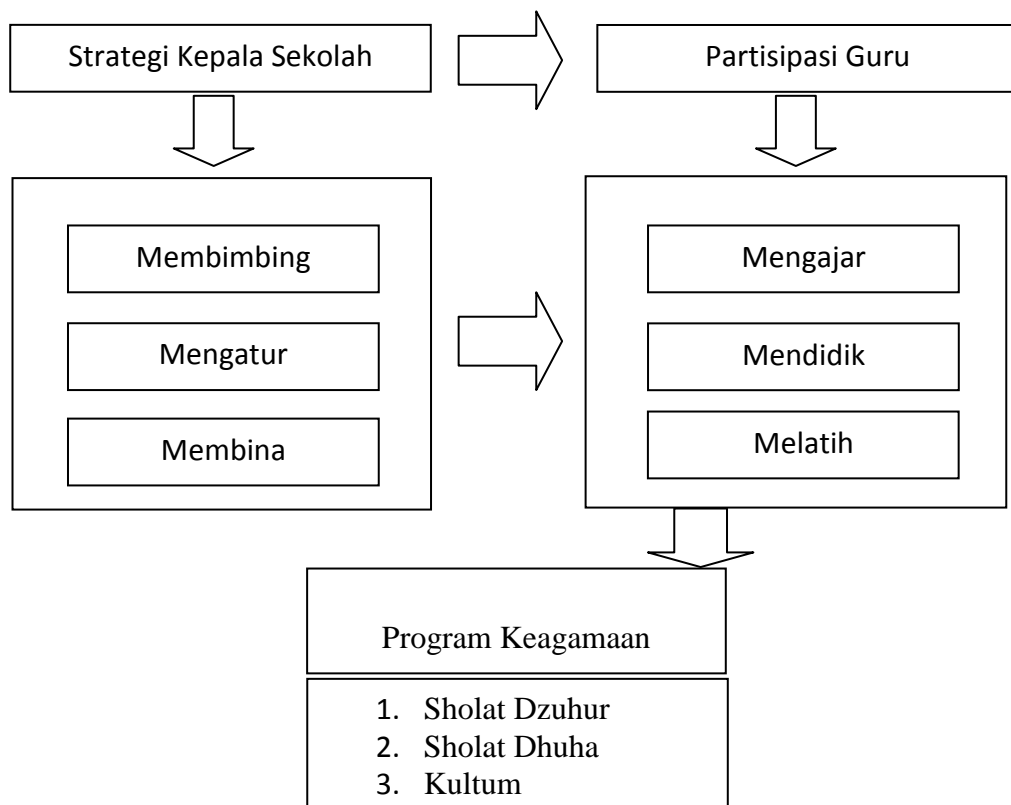 Strategi Kepala Sekolah
Partisipasi Guru
Membimbing
Mengatur
Membina
Mengajar
Mendidik
Melatih
Program Keagamaan
1. Sholat Dzuhur
2. Sholat Dhuha
3. Kultum